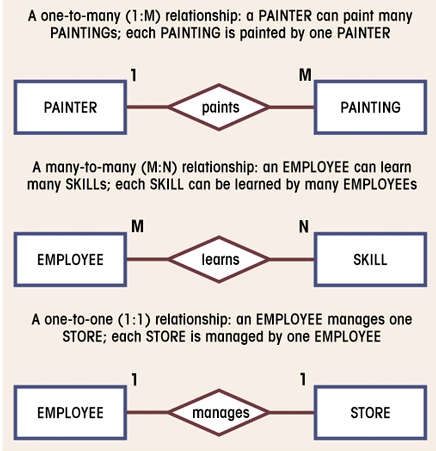 A one-to-many (1:M) relationship: a PAINTER can paint many
PAINTINGs; each PAINTING is painted by one PAINTER
1 M
PAINTER paints PAINTING
A many-to-many (M:N) relationship: an EMPLOYEE can learn
many SKILLs; each SKILL can be learned by many EMPLOYEEs
M N
EMPLOYEE learns SKILL
A one-to-one (1:1) relationship: an EMPLOYEE manages one
STORE; each STORE is managed by one EMPLOYEE
1 1
EMPLOYEE manages STORE